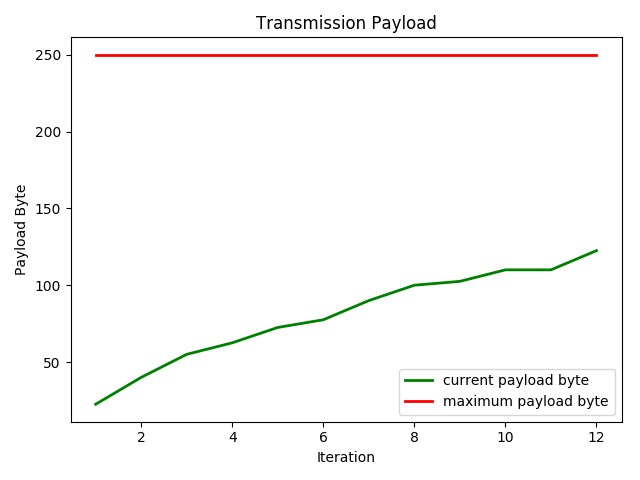 Transmission Payload
Payload Byte
250
200
150
100
50
2
4
6
8
10
12
Iteration
current payload byte
maximum payload byte